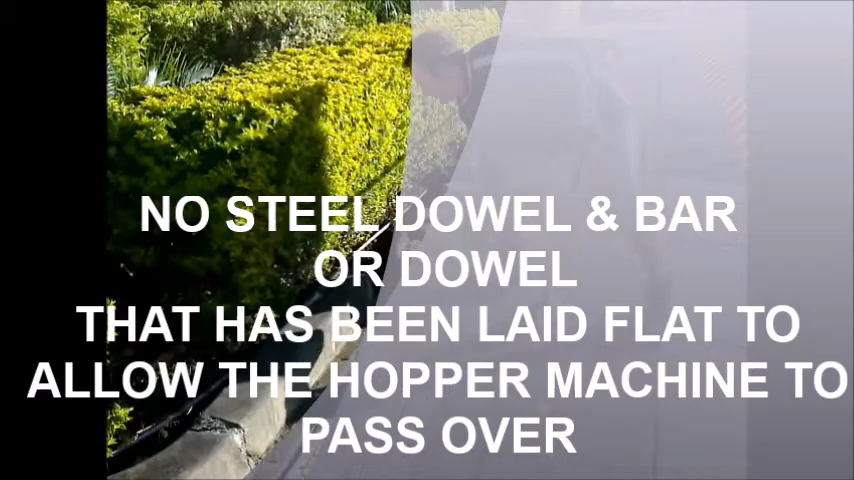 NO STEEL DOWEL & BAR
OR DOWEL
THAT HAS BEEN LAID FLAT TO
ALLOW THE HOPPER MACHINE TO
PASS OVER